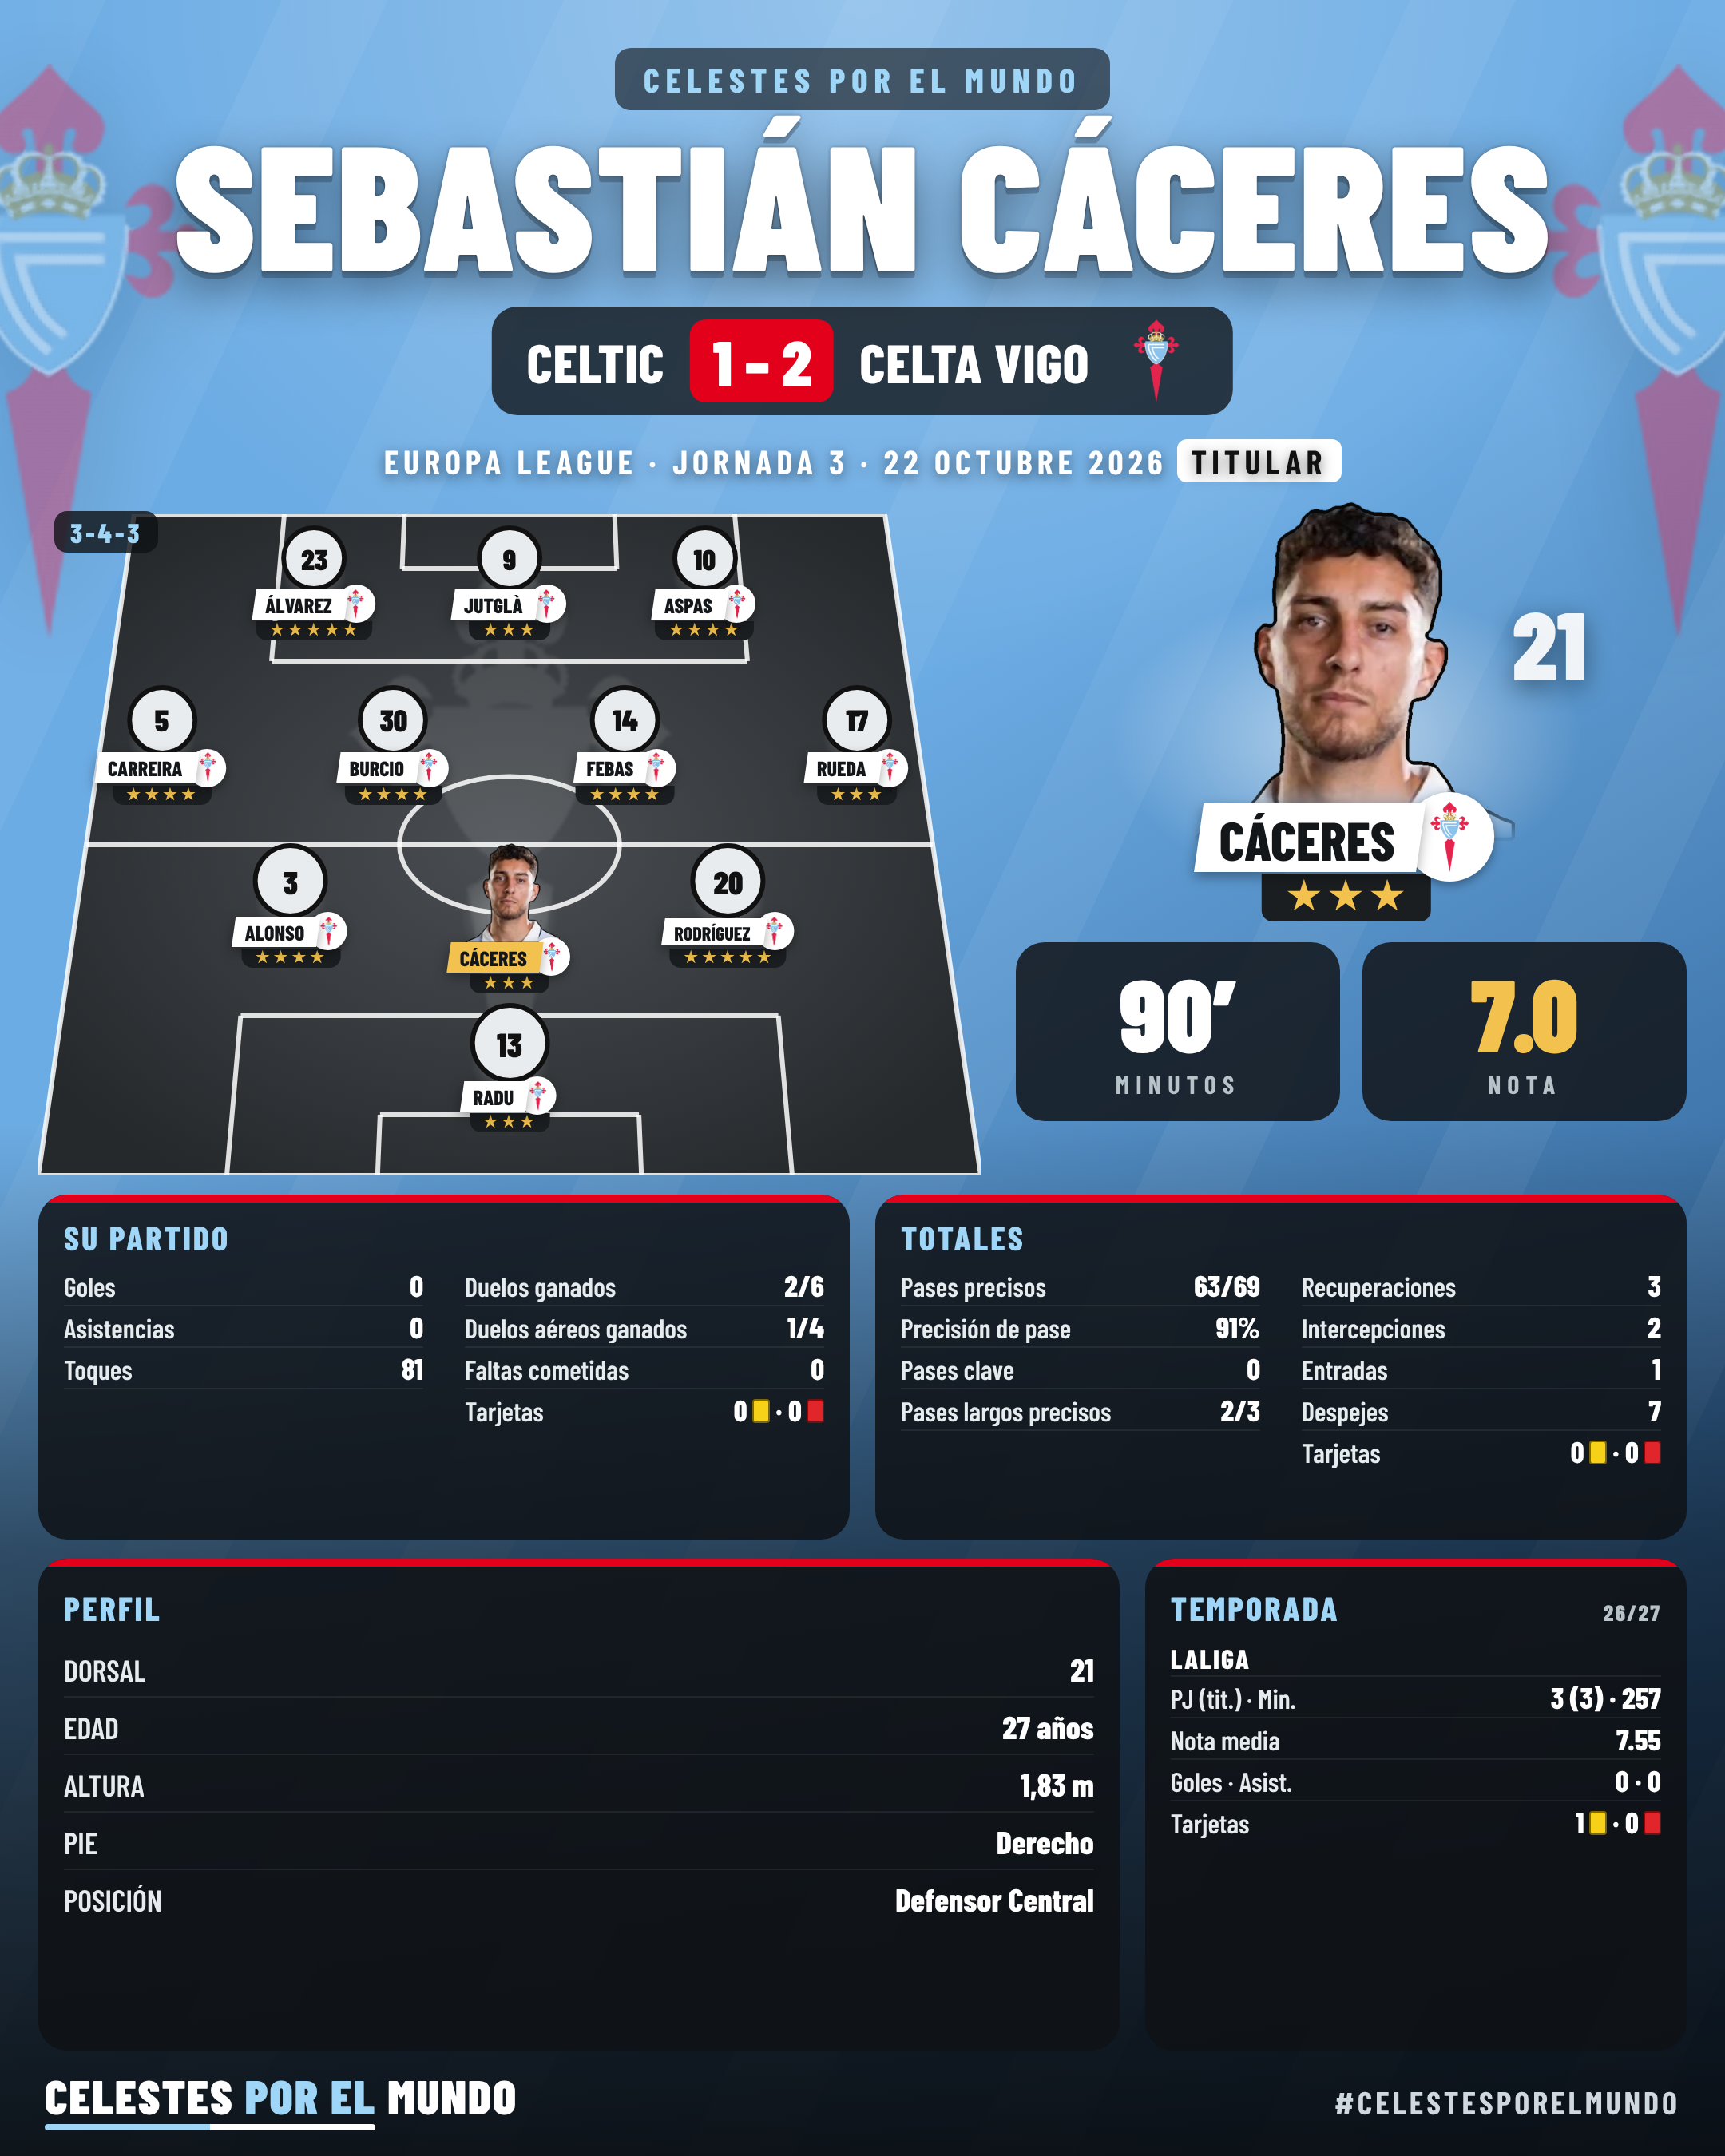 CELESTES POR EL MUNDO
SEBASTIÁN CÁCERES
CELTIC 1 - 2 CELTA VIGO
EUROPA LEAGUE · JORNADA 3 · 22 OCTUBRE 2026 TITULAR
3-4-3
23 9 10
ÁLVAREZ JUTGLÀ ASPAS
★★★★★ ★★★ ★★★★
5 30 14 17
CARREIRA BURCIO FEBAS RUEDA
★★★★ ★★★★ ★★★★ ★★★
3 20
ALONSO RODRÍGUEZ
★★★★ ★★★★★
CÁCERES
★★★
13
RADU
★★★
21
CÁCERES
★★★
90’ 7.0
MINUTOS NOTA
SU PARTIDO
Goles 0
Asistencias 0
Toques 81
Duelos ganados 2/6
Duelos aéreos ganados 1/4
Faltas cometidas 0
Tarjetas 0 · 0
TOTALES
Pases precisos 63/69
Precisión de pase 91%
Pases clave 0
Pases largos precisos 2/3
Recuperaciones 3
Intercepciones 2
Entradas 1
Despejes 7
Tarjetas 0 · 0
PERFIL
DORSAL 21
EDAD 27 años
ALTURA 1,83 m
PIE Derecho
POSICIÓN Defensor Central
TEMPORADA 26/27
LALIGA
PJ (tit.) · Min. 3 (3) · 257
Nota media 7.55
Goles · Asist. 0 · 0
Tarjetas 1 · 0
CELESTES POR EL MUNDO
#CELESTESPORELMUNDO